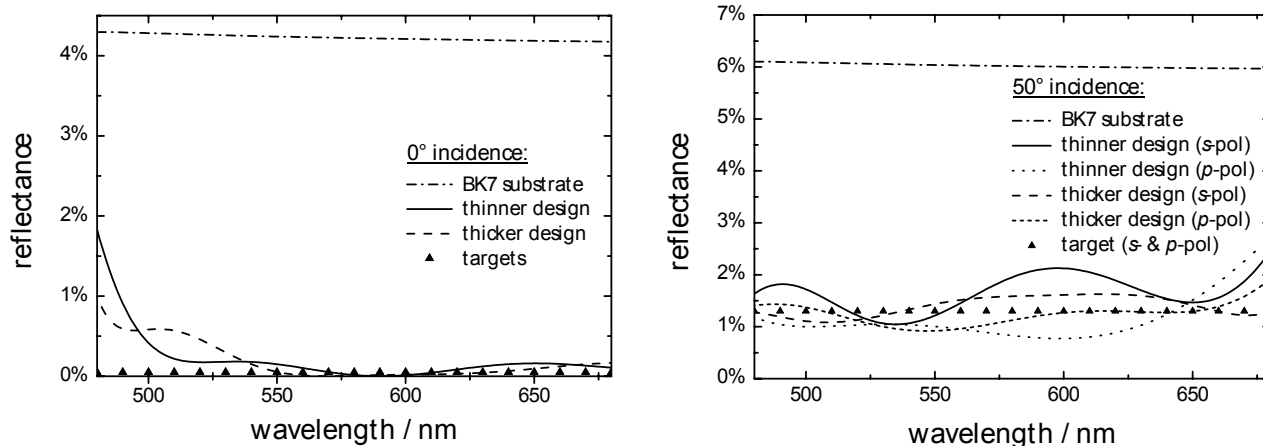 4%
3%
2%
1%
0%
reflectance
0° incidence:
BK7 substrate
thinner design
thicker design
targets
500
550
600
650
wavelength / nm
7%
6%
5%
4%
3%
2%
1%
0%
reflectance
50° incidence:
BK7 substrate
thinner design (s-pol)
thinner design (p-pol)
thicker design (s-pol)
thicker design (p-pol)
target (s- & p-pol)
500
550
600
650
wavelength / nm